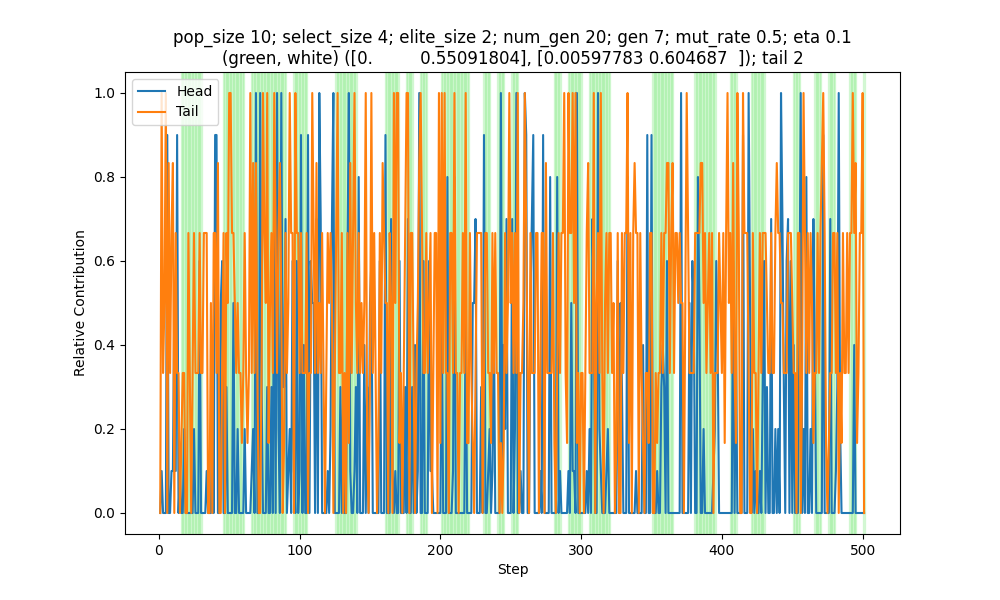 pop_size 10; select_size 4; elite_size 2; num_gen 20; gen 7; mut_rate 0.5; eta 0.1
(green, white) ([0.         0.55091804], [0.00597783 0.604687  ]); tail 2
Head
Tail
1.0
0.8
0.6
0.4
0.2
0.0
Relative Contribution
0
100
200
300
400
500
Step